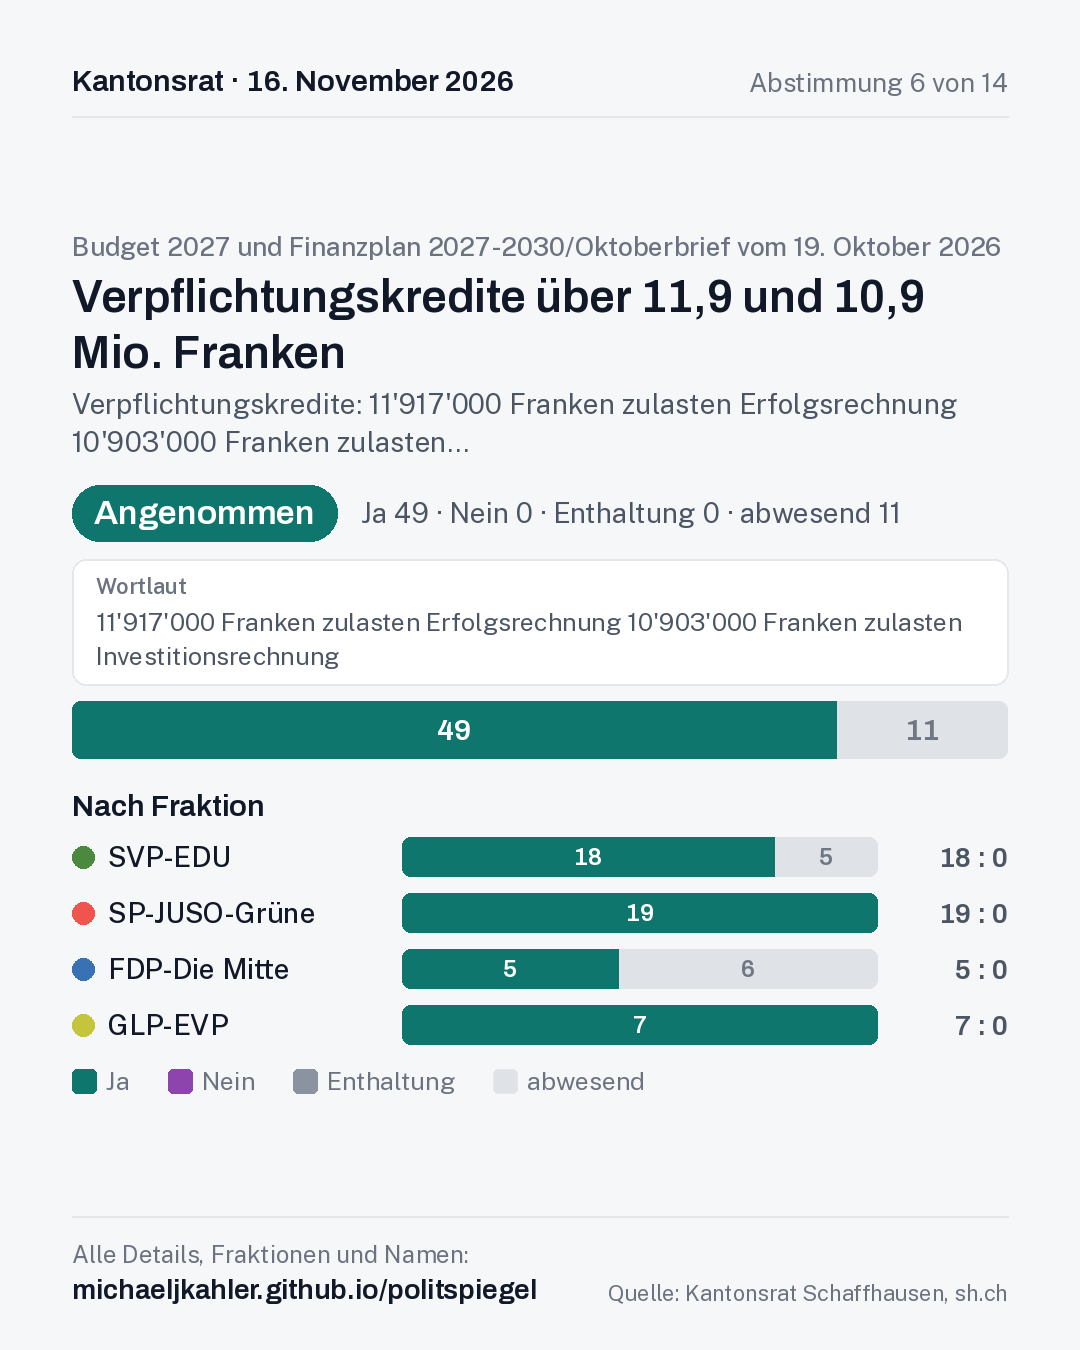 Kantonsrat · 16. November 2026
Abstimmung 6 von 14
Budget 2027 und Finanzplan 2027-2030/Oktoberbrief vom 19. Oktober 2026
Verpflichtungskredite über 11,9 und 10,9
Mio. Franken
Verpflichtungskredite: 11'917'000 Franken zulasten Erfolgsrechnung
10'903'000 Franken zulasten…
Angenommen
Ja 49 · Nein 0 · Enthaltung 0 · abwesend 11
Wortlaut
11'917'000 Franken zulasten Erfolgsrechnung 10'903'000 Franken zulasten
Investitionsrechnung
49 11
Nach Fraktion
SVP-EDU 18 5 18 : 0
SP-JUSO-Grüne 19 19 : 0
FDP-Die Mitte 5 6 5 : 0
GLP-EVP 7 7 : 0
Ja Nein Enthaltung abwesend
Alle Details, Fraktionen und Namen:
michaeljkahler.github.io/politspiegel
Quelle: Kantonsrat Schaffhausen, sh.ch